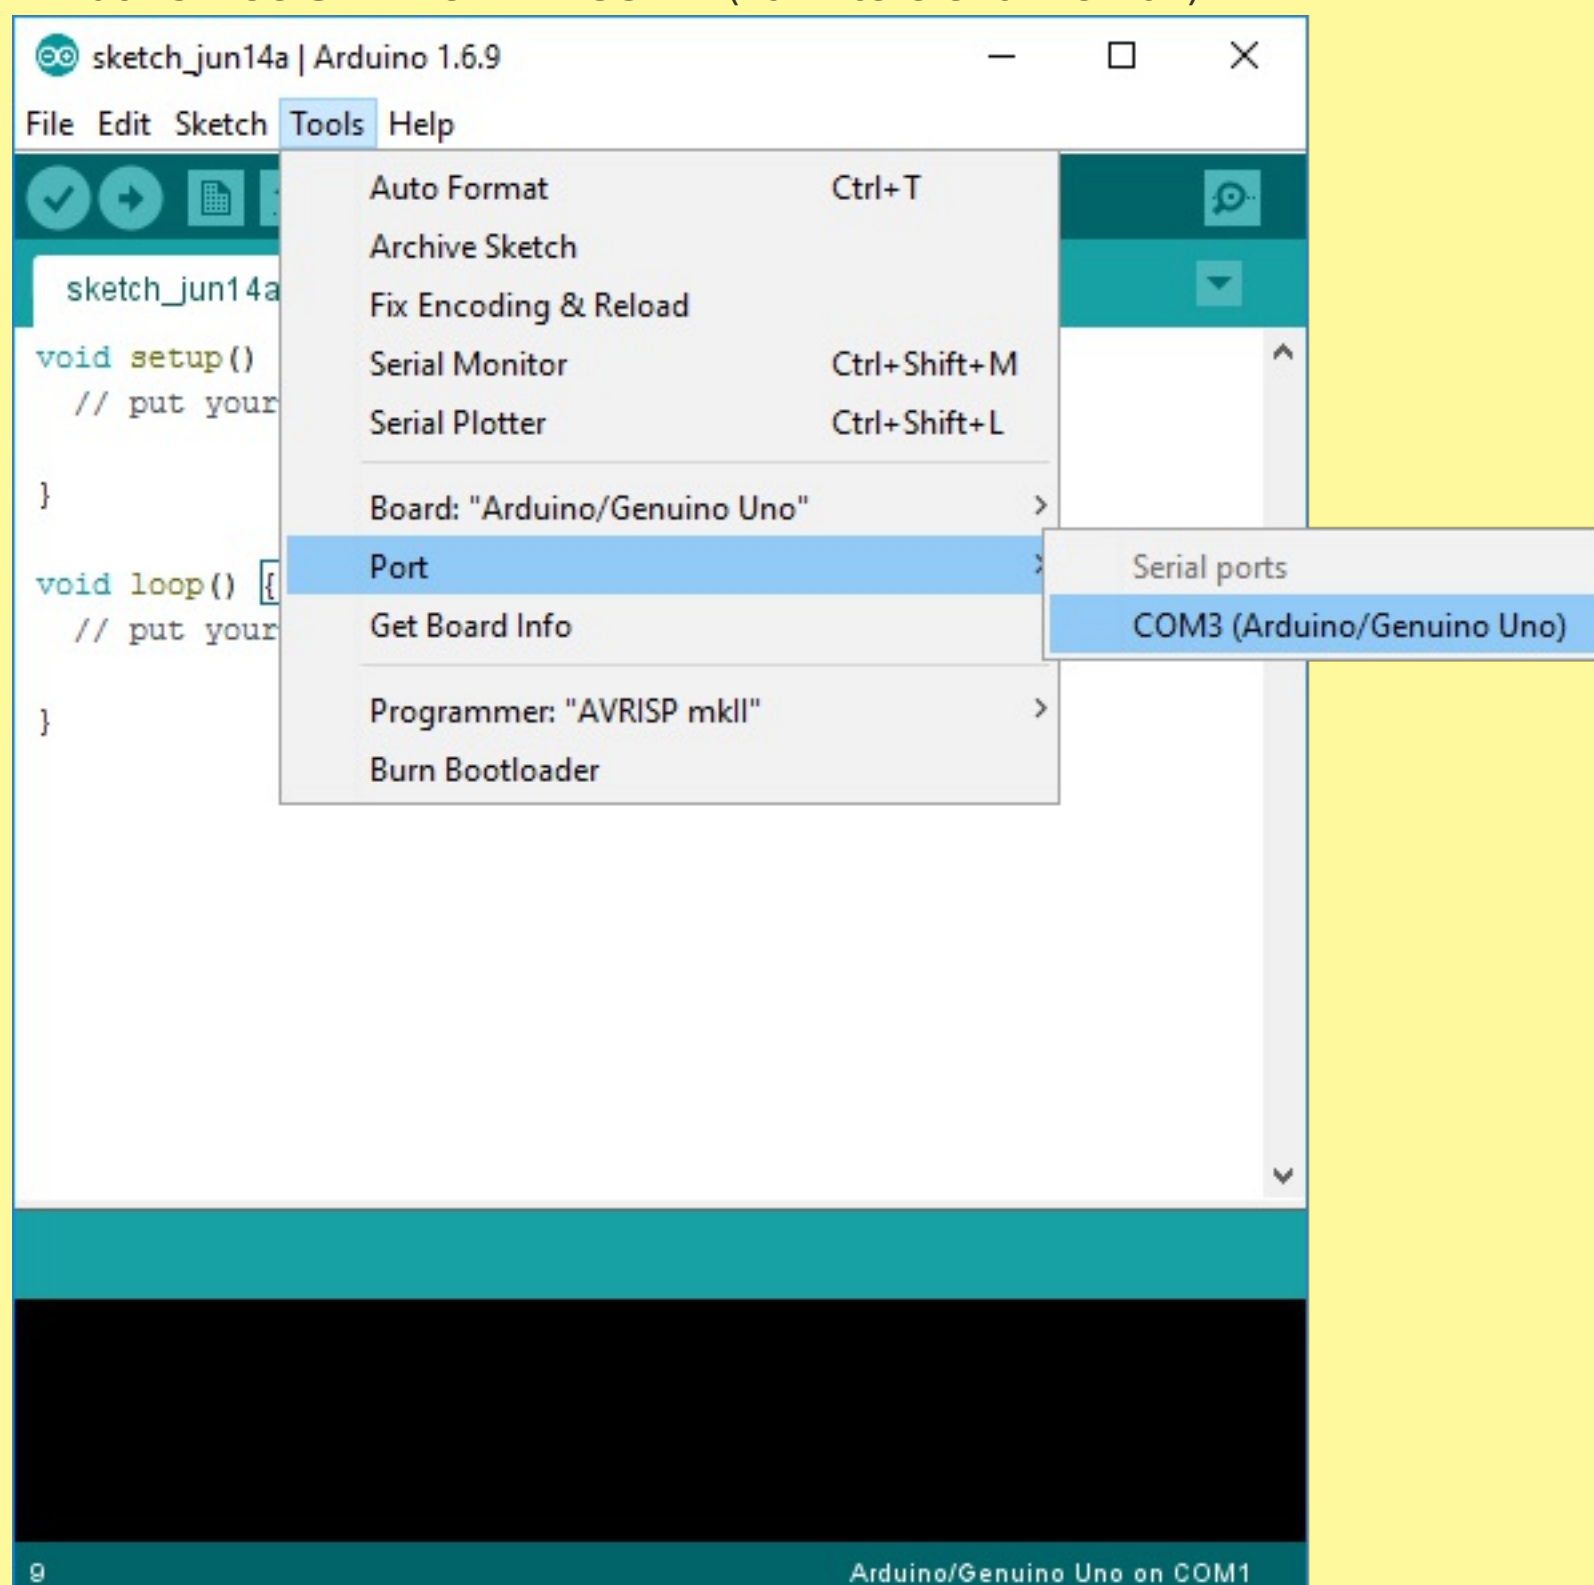 sketch_jun14a | Arduino 1.6.9
File Edit Sketch Tools Help
Auto Format Ctrl+T
Archive Sketch
sketch_jun14a
Fix Encoding & Reload
void setup()
Serial Monitor Ctrl+Shift+M
// put your
Serial Plotter Ctrl+Shift+L
}
Board: "Arduino/Genuino Uno"
Port
Serial ports
void loop() {
// put your
Get Board Info
COM3 (Arduino/Genuino Uno)
}
Programmer: "AVRISP mkII"
Burn Bootloader
9 Arduino/Genuino Uno on COM1